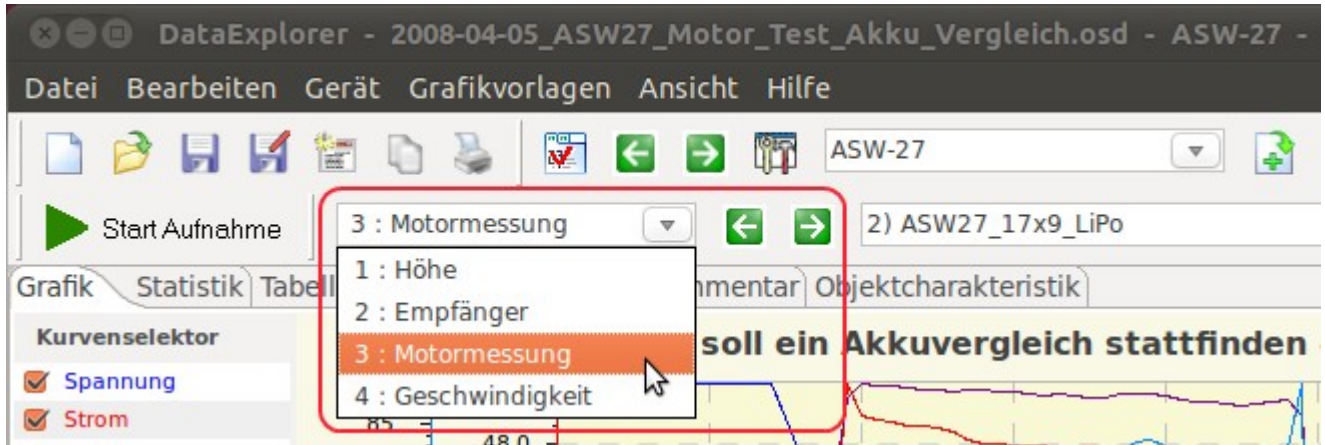 DataExplorer - 2008-04-05_ASW27_Motor_Test_Akku_Vergleich.osd - ASW-27 -
Datei Bearbeiten Gerät Grafikvorlagen Ansicht Hilfe
ASW-27
Start Aufnahme 3 : Motormessung 2) ASW27_17x9_LiPo
Grafik Statistik Objektcharakteristik
1 : Höhe
2 : Empfänger
3 : Motormessung
4 : Geschwindigkeit
Kurvenselektor
soll ein Akkuvergleich stattfinden
Spannung
Strom
85
48.0